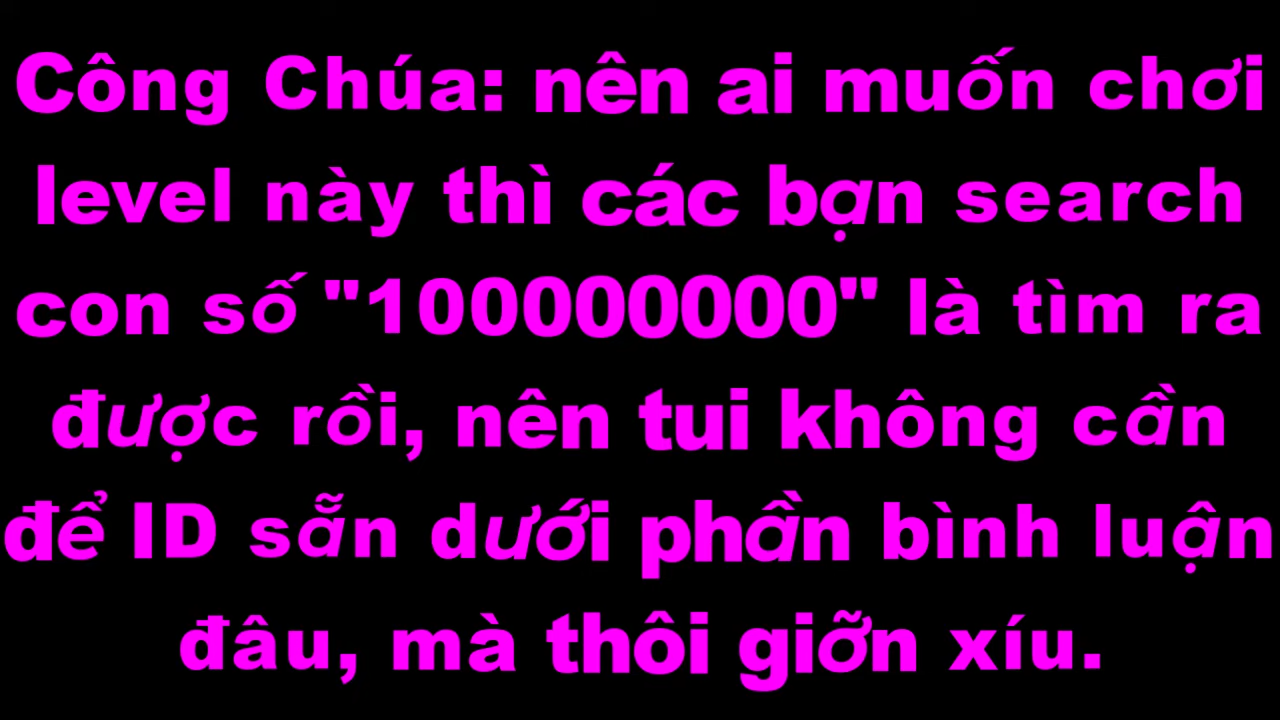 Công Chúa: nên ai muốn chơi
level này thì các bạn search
con số "100000000" là tìm ra
được rồi, nên tui không cần
để ID sẵn dưới phần bình luận
đâu, mà thôi giỡn xíu.